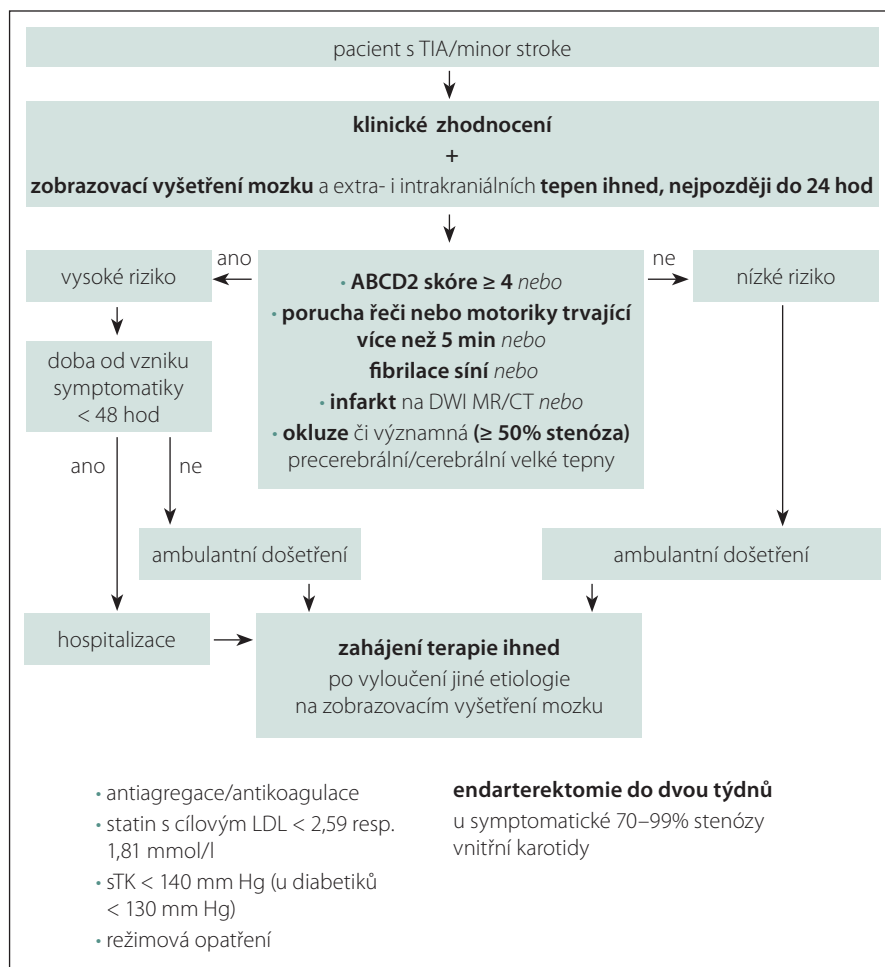 pacient s TIA/minor stroke
klinické zhodnocení
+
zobrazovací vyšetření mozku a extra- i intrakraniálních tepen ihned, nejpozději do 24 hod
vysoké riziko
ano
• ABCD2 skóre ≥ 4 nebo
• porucha řeči nebo motoriky trvající
více než 5 min nebo
fibrilace síní nebo
• infarkt na DWI MR/CT nebo
• okluze či významná (≥ 50% stenóza)
precerebrální/cerebrální velké tepny
ne
nízké riziko
doba od vzniku
symptomatiky
< 48 hod
ano
ne
ambulantní došetření
ambulantní došetření
hospitalizace
zahájení terapie ihned
po vyloučení jiné etiologie
na zobrazovacím vyšetření mozku
• antiagregace/antikoagulace
• statin s cílovým LDL < 2,59 resp.
1,81 mmol/l
• sTK < 140 mm Hg (u diabetiků
< 130 mm Hg)
• režimová opatření
endarterektomie do dvou týdnů
u symptomatické 70–99% stenózy
vnitřní karotidy